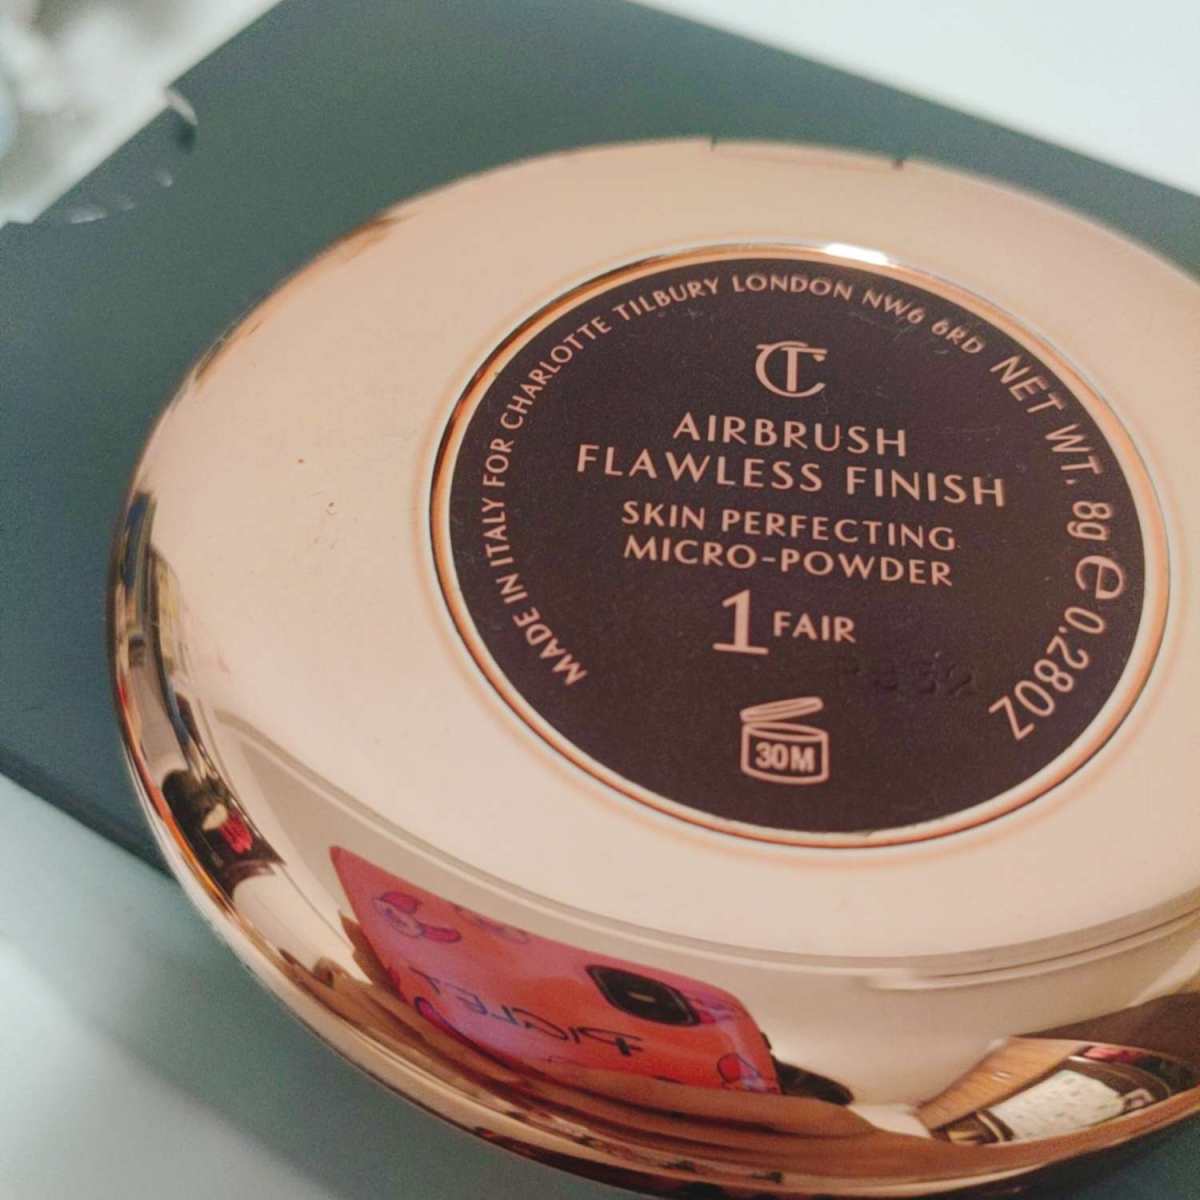 MADE IN ITALY FOR CHARLOTTE TILBURY LONDON NW6 6RD
NET WT. 8g e 0.28OZ
CT
AIRBRUSH
FLAWLESS FINISH
SKIN PERFECTING
MICRO-POWDER
1 FAIR
30M